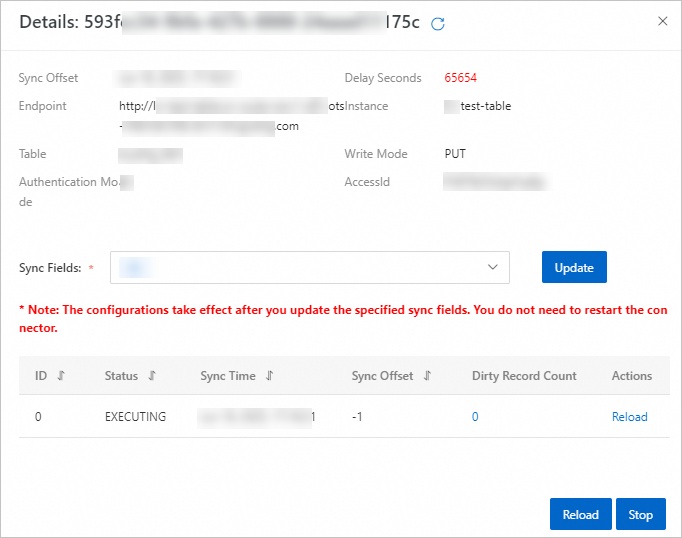 Details: 593f 175c
Sync Offset
Delay Seconds 65654
Endpoint http://l ots
- .com
Instance test-table
Table
Write Mode PUT
Authentication Mo
de
AccessId
Sync Fields: *
Update
* Note: The configurations take effect after you update the specified sync fields. You do not need to restart the con
nector.
ID Status Sync Time Sync Offset Dirty Record Count Actions
0 EXECUTING 1 -1 0 Reload
Reload Stop